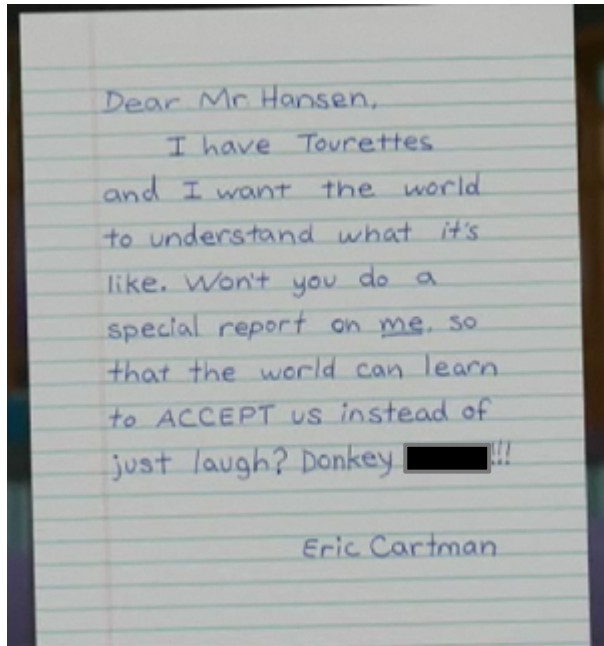 Dear Mr. Hansen,
I have Tourettes
and I want the world
to understand what it's
like. Won't you do a
special report on me, so
that the world can learn
to ACCEPT us instead of
just laugh? Donkey !!!
Eric Cartman